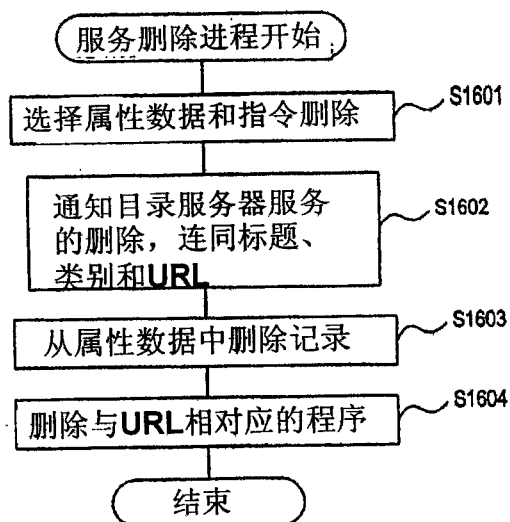 服务删除进程开始
选择属性数据和指令删除
S1601
通知目录服务器服务
的删除，连同标题、
类别和URL
S1602
从属性数据中删除记录
S1603
删除与URL相对应的程序
S1604
结束